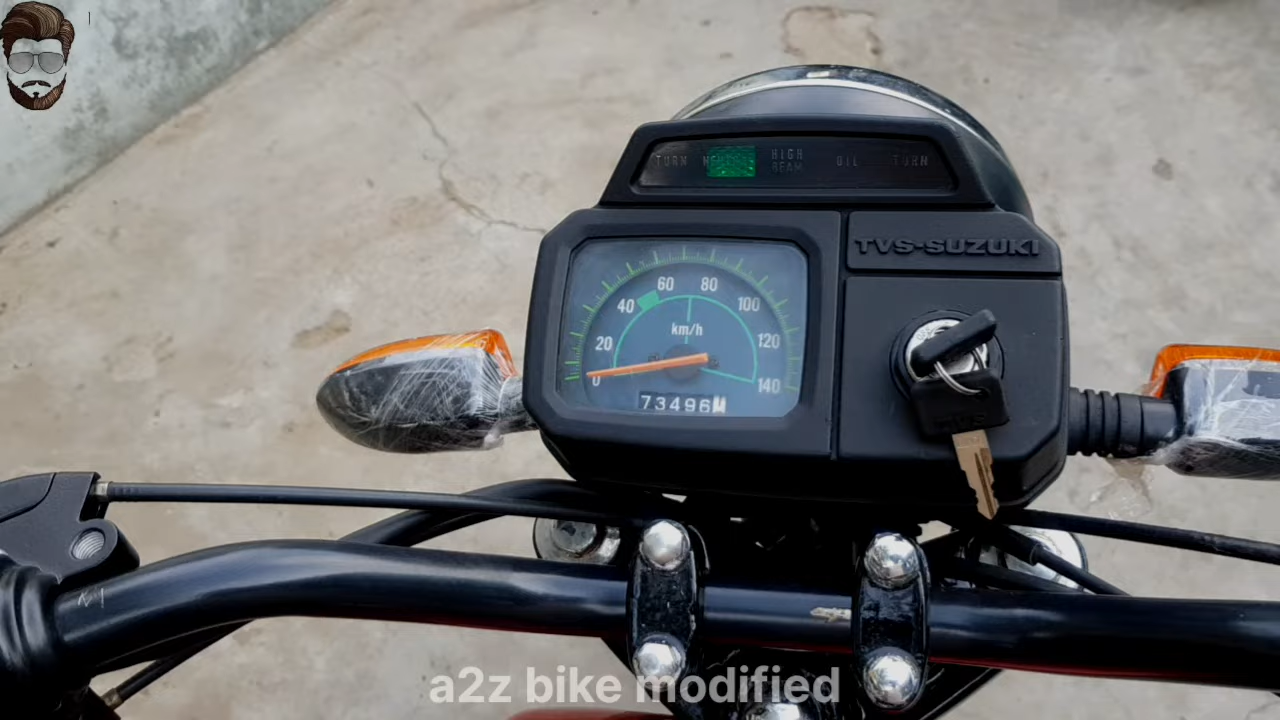 TURN NEUTRAL HIGH BEAM OIL TURN
TVS-SUZUKI
0 20 40 60 80 100 120 140
km/h
73496
a2z bike modified